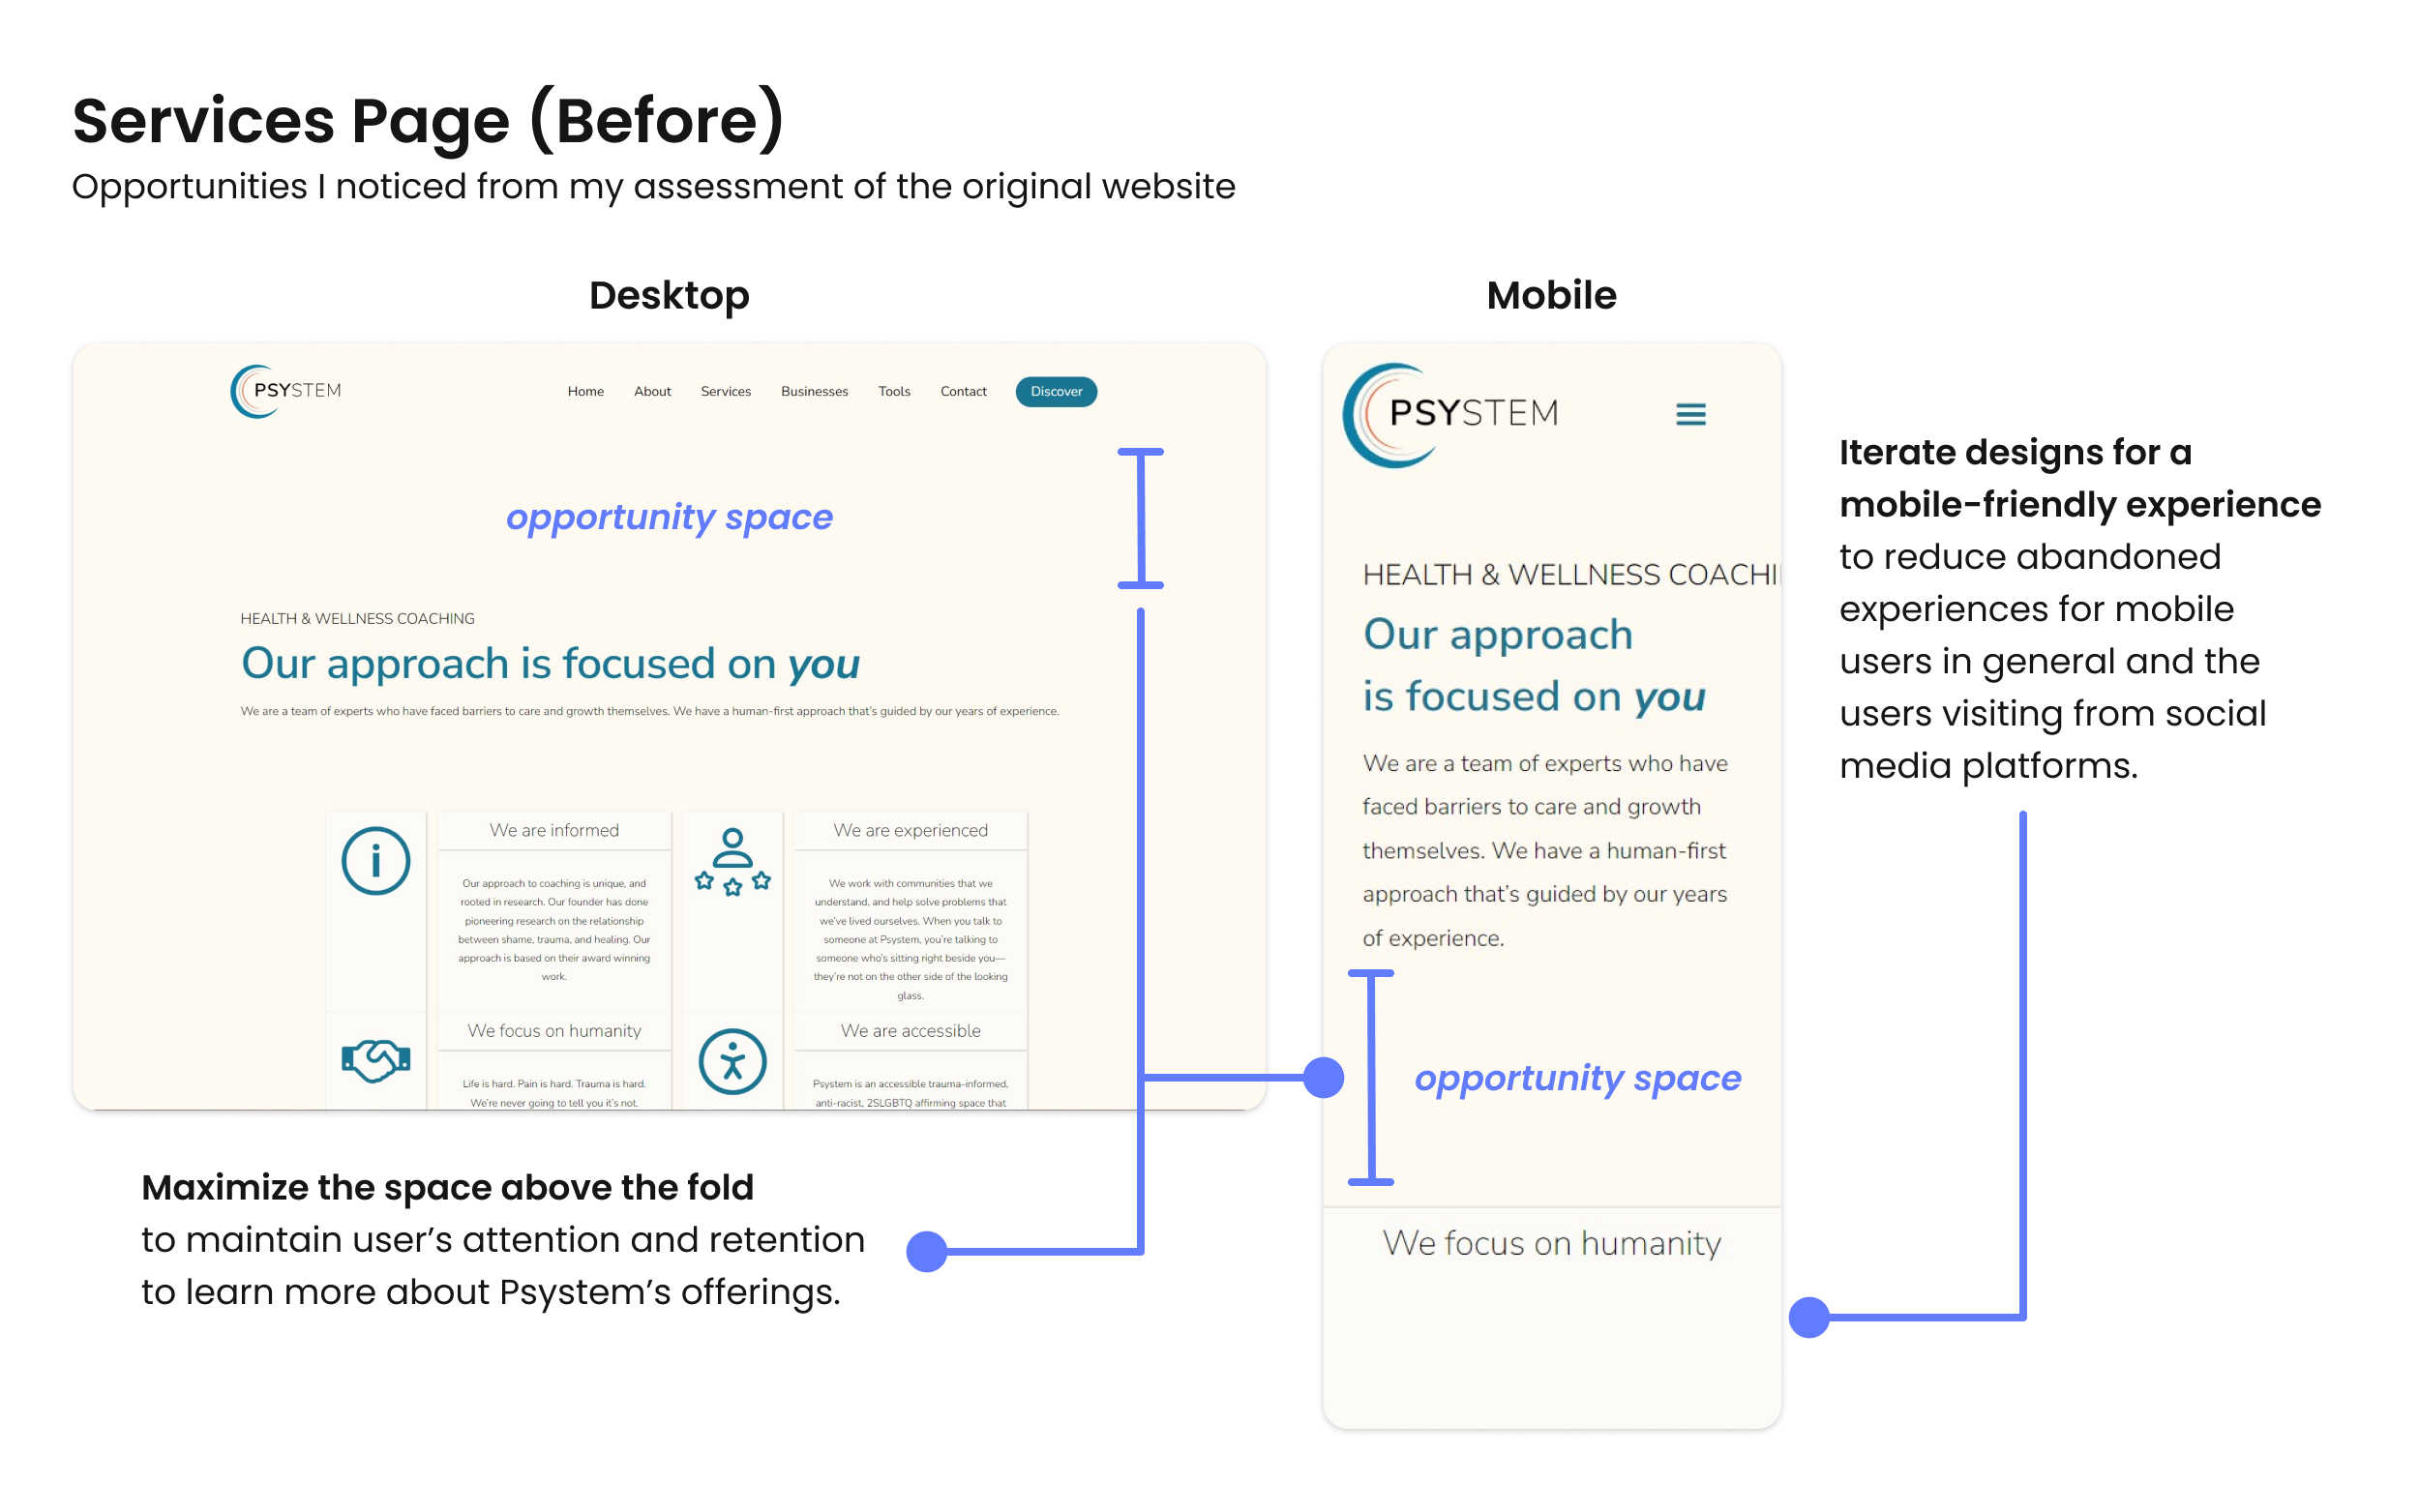 Services Page (Before)
Opportunities I noticed from my assessment of the original website
Desktop
PSYSTEM
Home About Services Businesses Tools Contact Discover
opportunity space
HEALTH & WELLNESS COACHING
Our approach is focused on you
We are a team of experts who have faced barriers to care and growth themselves. We have a human-first approach that's guided by our years of experience.
We are informed
Our approach to coaching is unique, and
rooted in research. Our founder has done
pioneering research on the relationship
between shame, trauma, and healing. Our
approach is based on their award winning
work.
We are experienced
We work with communities that we
understand, and help solve problems that
we've lived ourselves. When you talk to
someone at Psystem, you're talking to
someone who's sitting right beside you—
they're not on the other side of the looking
glass.
We focus on humanity
Life is hard. Pain is hard. Trauma is hard.
We're never going to tell you it's not.
We are accessible
Psystem is an accessible trauma-informed,
anti-racist, 2SLGBTQ affirming space that
Maximize the space above the fold
to maintain user's attention and retention
to learn more about Psystem's offerings.
Mobile
PSYSTEM
HEALTH & WELLNESS COACHI
Our approach
is focused on you
We are a team of experts who have
faced barriers to care and growth
themselves. We have a human-first
approach that's guided by our years
of experience.
opportunity space
We focus on humanity
Iterate designs for a
mobile-friendly experience
to reduce abandoned
experiences for mobile
users in general and the
users visiting from social
media platforms.